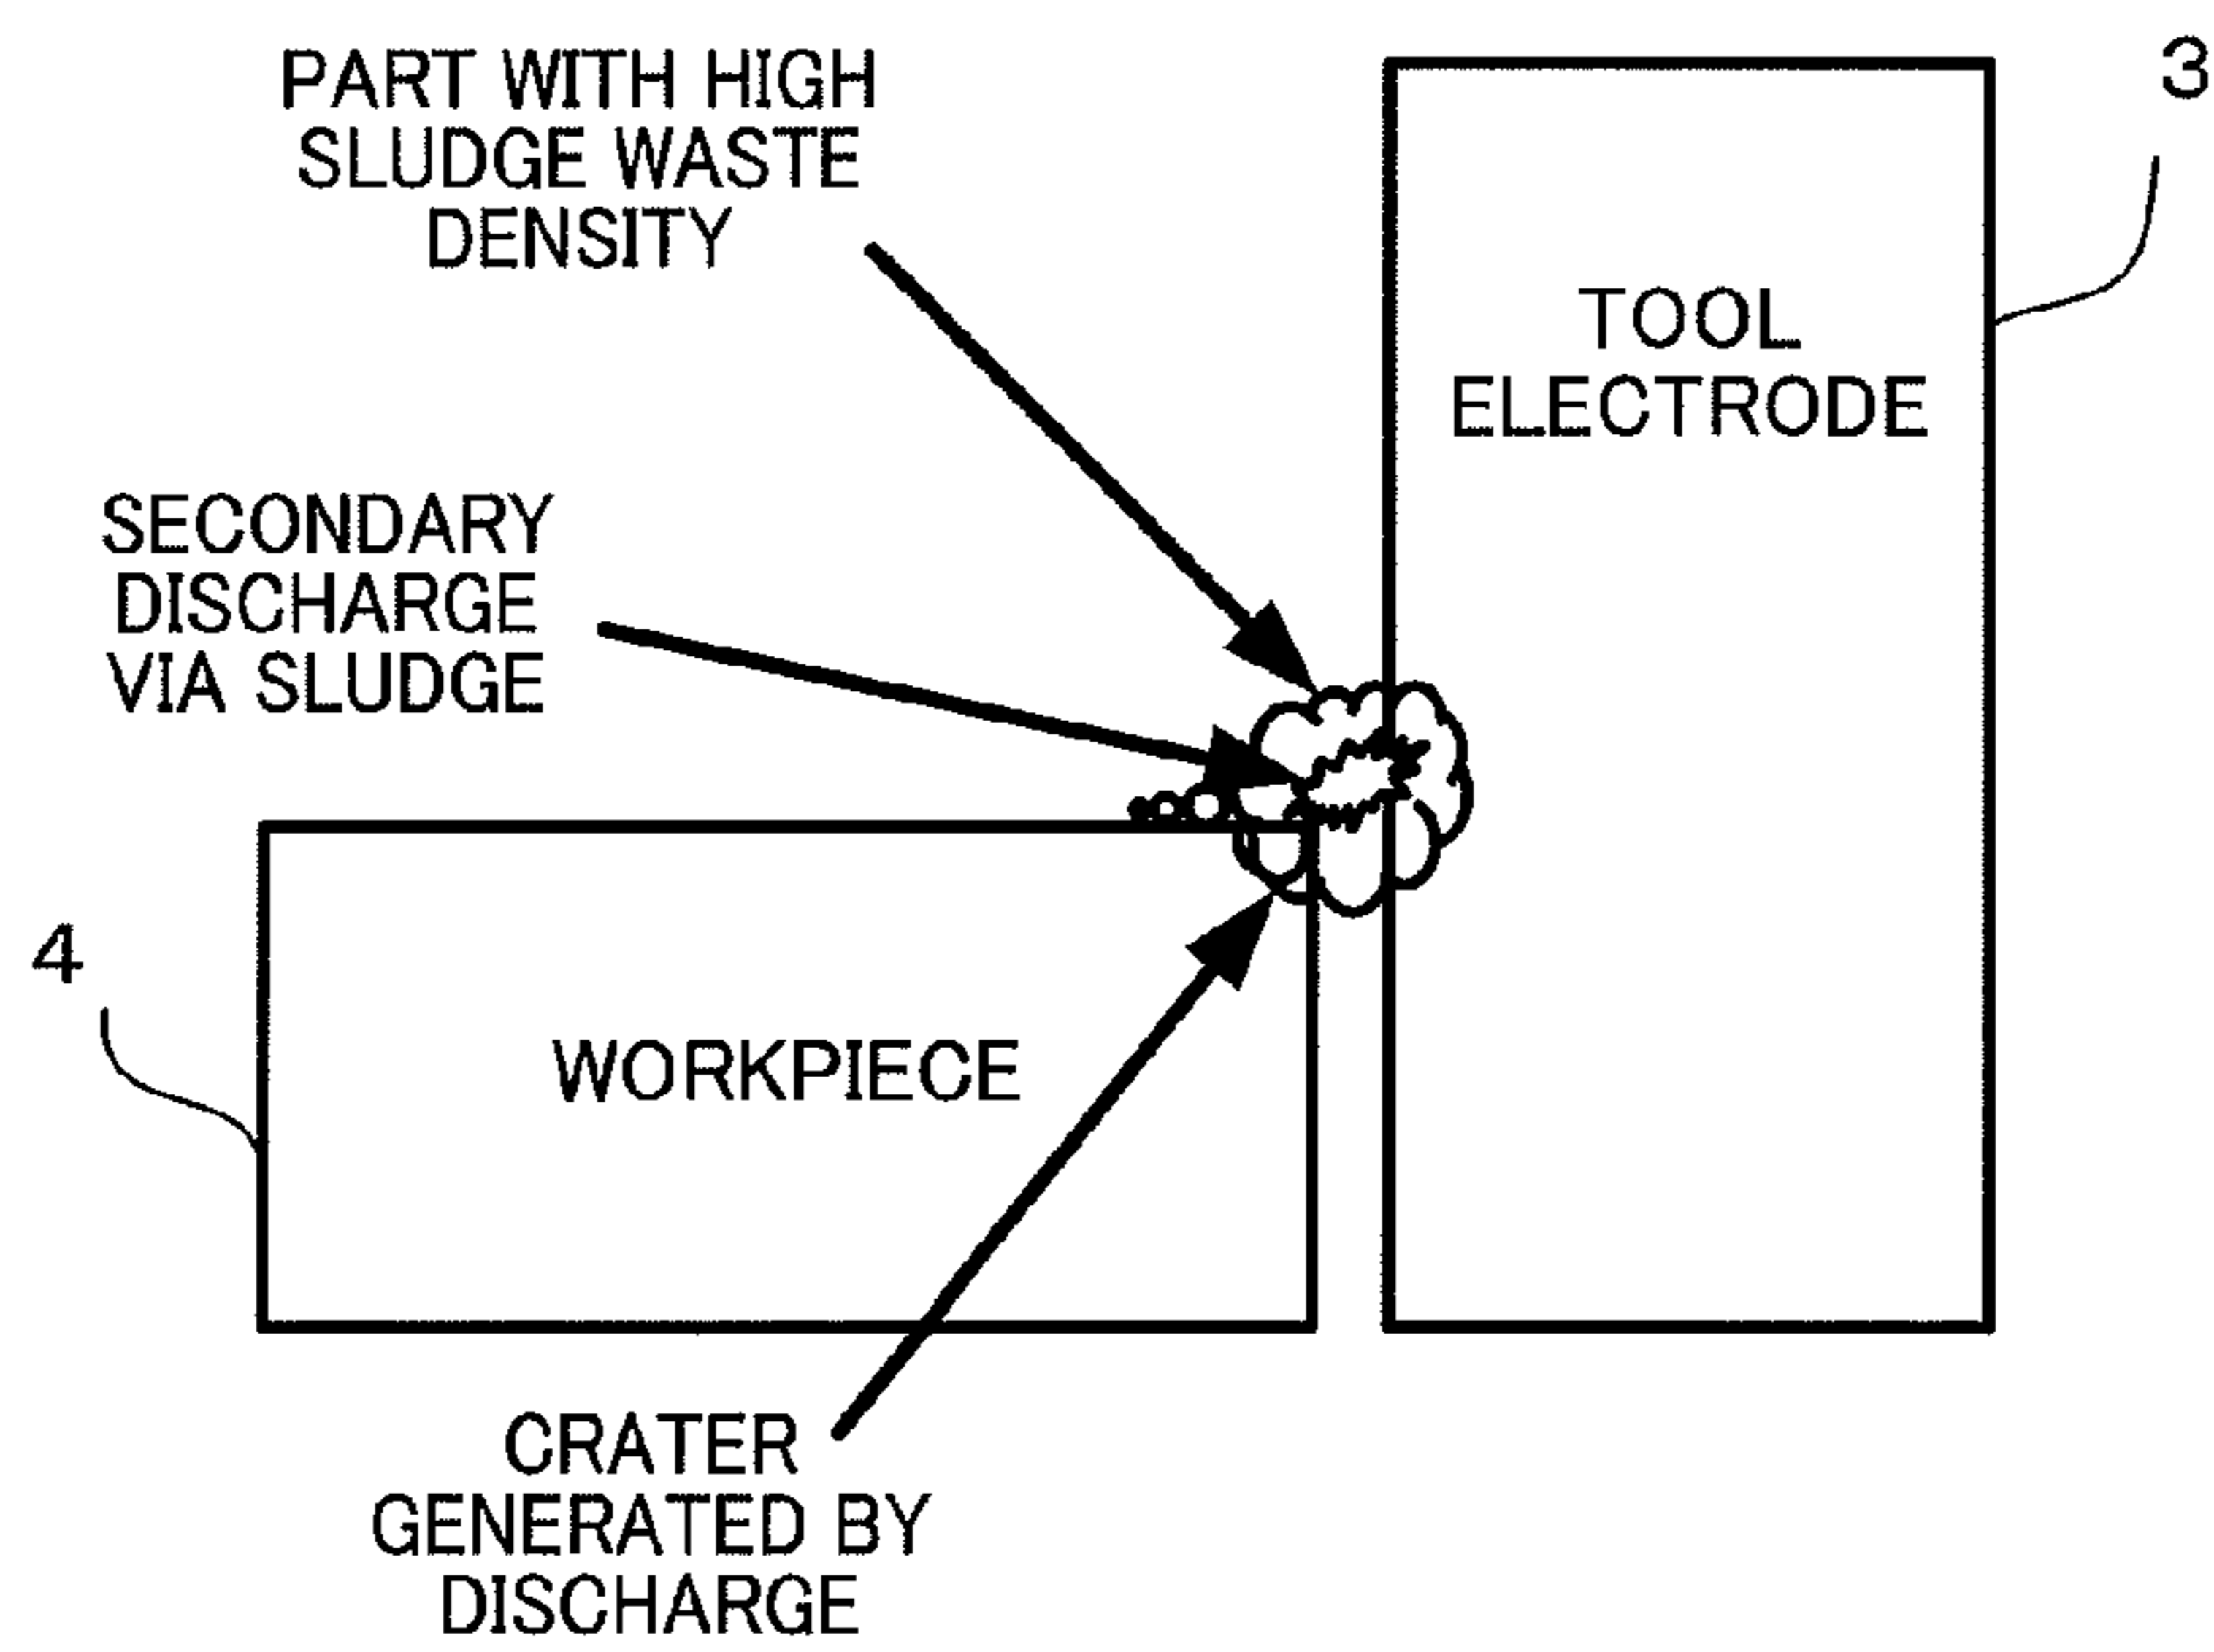 PART WITH HIGH
SLUDGE WASTE
DENSITY
3
TOOL
ELECTRODE
SECONDARY
DISCHARGE
VIA SLUDGE
4
WORKPIECE
CRATER
GENERATED BY
DISCHARGE